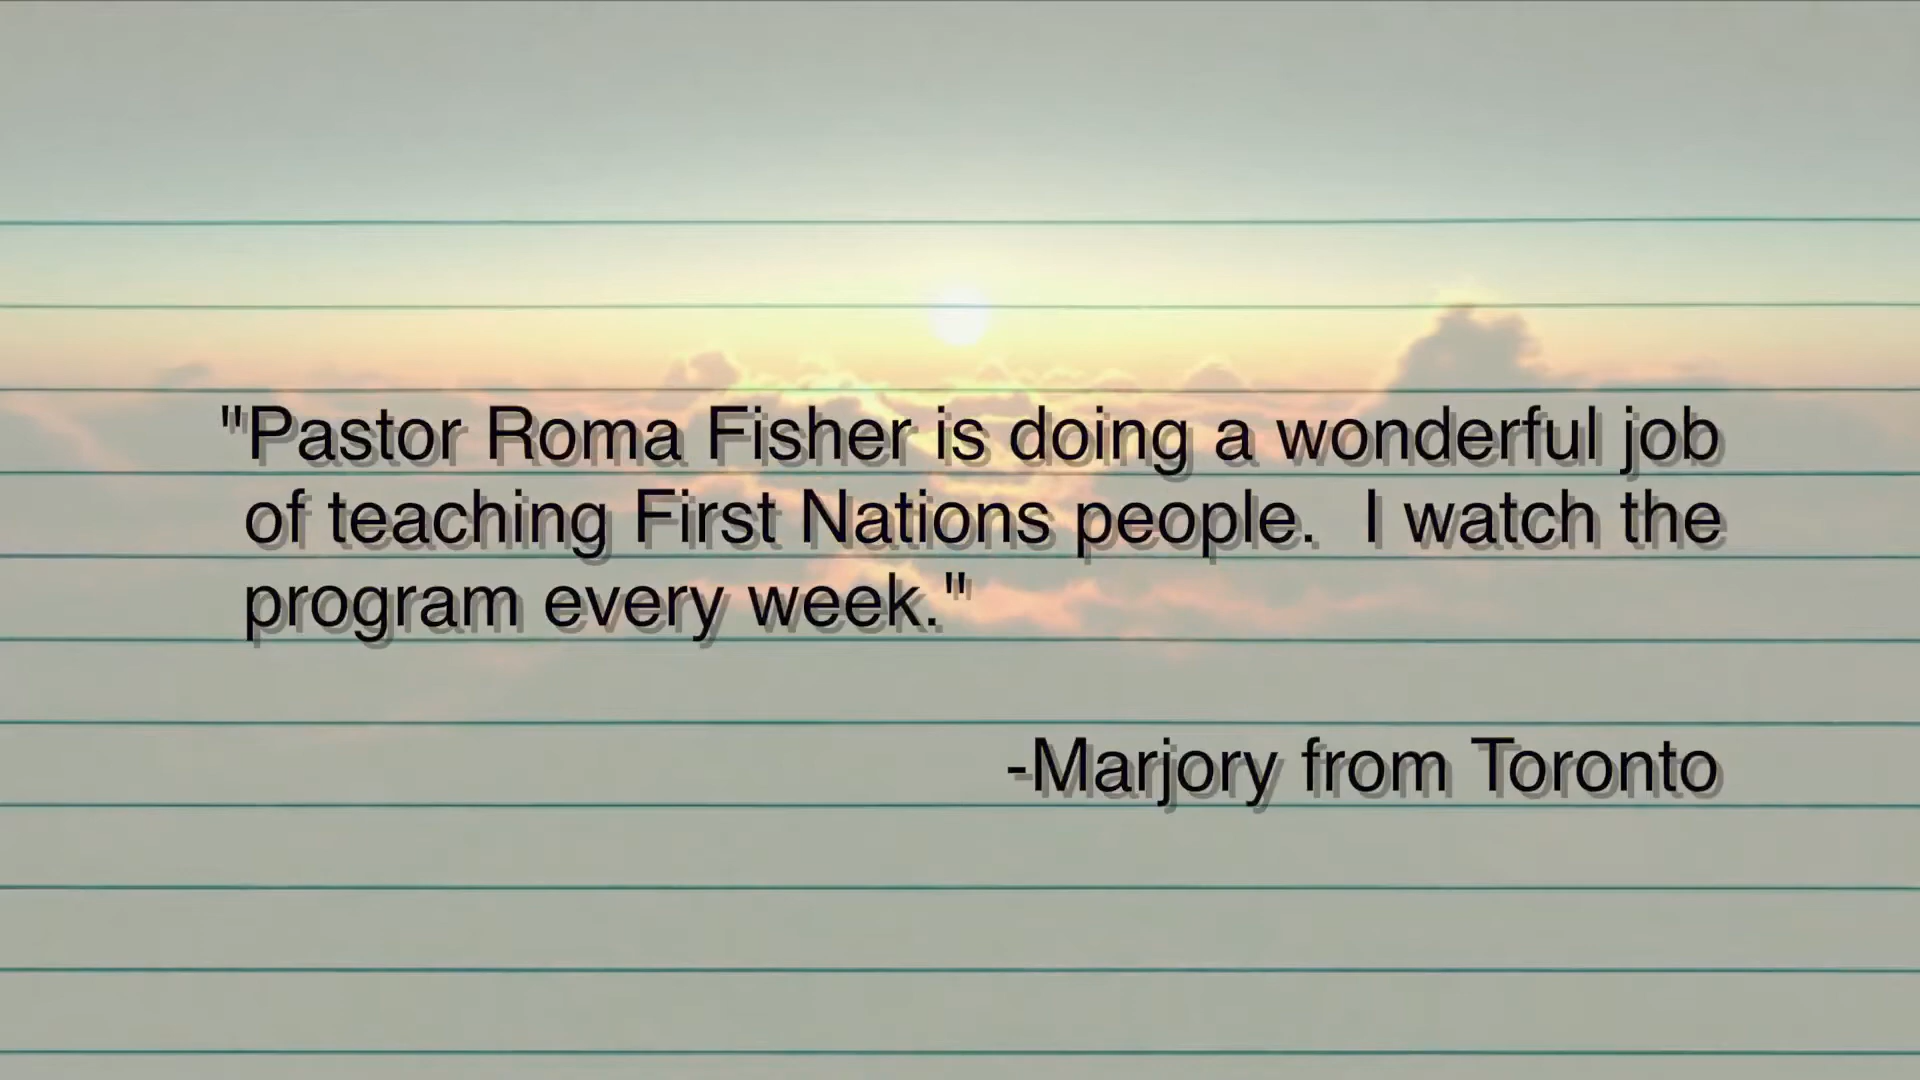 "Pastor Roma Fisher is doing a wonderful job
of teaching First Nations people.  I watch the
program every week."
-Marjory from Toronto